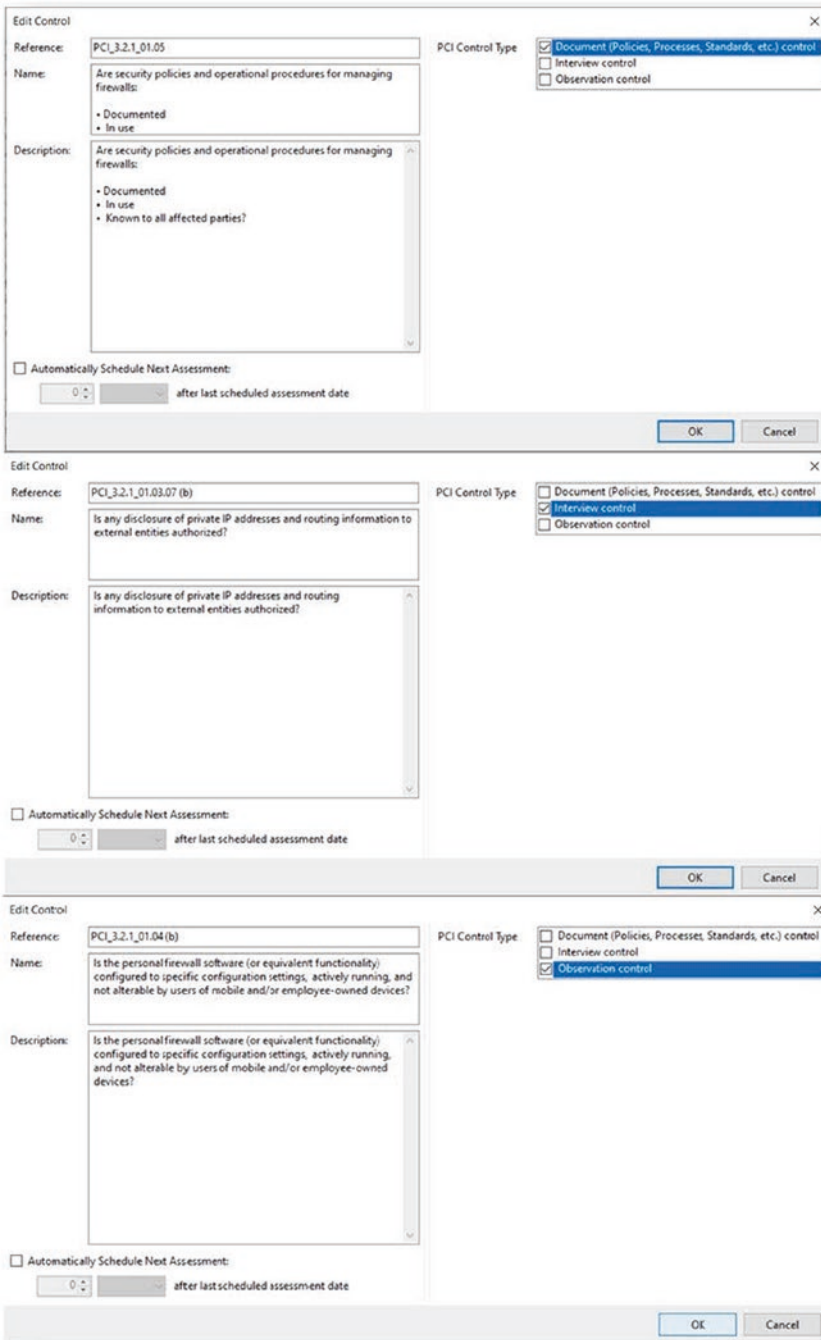 Edit Control
Reference:
PCI_3.2.1_01.05
PCI Control Type
Document (Policies, Processes, Standards, etc.) control
Interview control
Observation control
Name:
Are security policies and operational procedures for managing
firewalls:
• Documented
• In use
Description:
Are security policies and operational procedures for managing
firewalls:
• Documented
• In use
• Known to all affected parties?
Automatically Schedule Next Assessment:
0
after last scheduled assessment date
OK
Cancel
Edit Control
Reference:
PCI_3.2.1_01.03.07 (b)
PCI Control Type
Document (Policies, Processes, Standards, etc.) control
Interview control
Observation control
Name:
Is any disclosure of private IP addresses and routing information to
external entities authorized?
Description:
Is any disclosure of private IP addresses and routing
information to external entities authorized?
Automatically Schedule Next Assessment:
0
after last scheduled assessment date
OK
Cancel
Edit Control
Reference:
PCI_3.2.1_01.04 (b)
PCI Control Type
Document (Policies, Processes, Standards, etc.) control
Interview control
Observation control
Name:
Is the personal firewall software (or equivalent functionality)
configured to specific configuration settings, actively running, and
not alterable by users of mobile and/or employee-owned devices?
Description:
Is the personal firewall software (or equivalent functionality)
configured to specific configuration settings, actively running,
and not alterable by users of mobile and/or employee-owned
devices?
Automatically Schedule Next Assessment:
0
after last scheduled assessment date
OK
Cancel